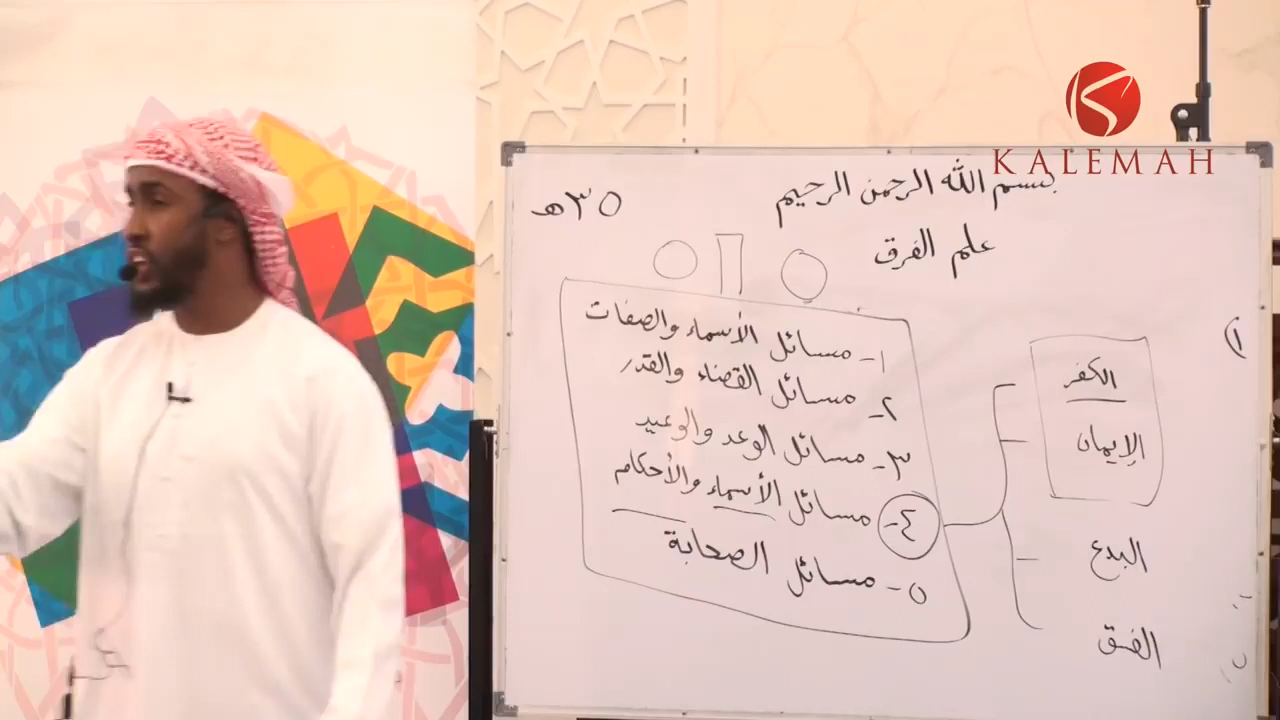 KALEMAH
بسم الله الرحمن الرحيم
٣٥هـ
علم الفرق
١- مسائل الأسماء والصفات
٢- مسائل القضاء والقدر
٣- مسائل الوعد والوعيد
٤- مسائل الأسماء والأحكام
٥- مسائل الصحابة
١)
الكفر
الإيمان
البدع
الفسق